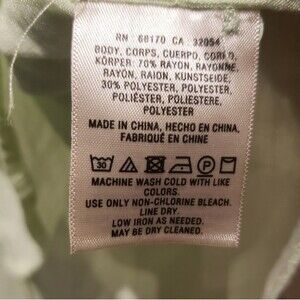 RN 68170 CA 32054
BODY, CORPS, CUERPO, CORPO,
KÖRPER: 70% RAYON, RAYONNE,
RAYON, RAION, KUNSTSEIDE,
30% POLYESTER, POLYESTER,
POLIÉSTER, POLIESTERE,
POLYESTER
MADE IN CHINA, HECHO EN CHINA,
FABRIQUÉ EN CHINE
30 P
MACHINE WASH COLD WITH LIKE
COLORS.
USE ONLY NON-CHLORINE BLEACH.
LINE DRY.
LOW IRON AS NEEDED.
MAY BE DRY CLEANED.